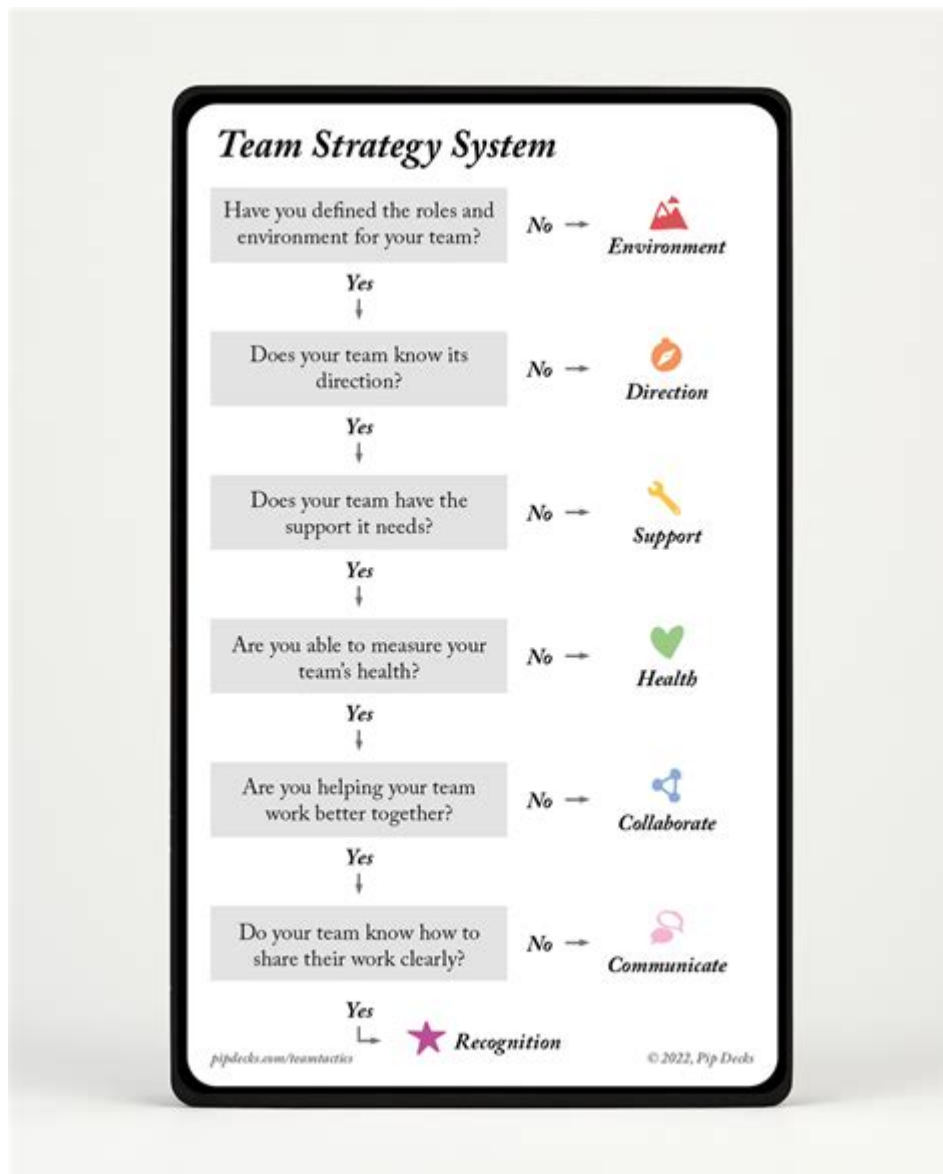 Team Strategy System
Have you defined the roles and
environment for your team?
No
Environment
Yes
Does your team know its
direction?
No
Direction
Yes
Does your team have the
support it needs?
No
Support
Yes
Are you able to measure your
team's health?
No
Health
Yes
Are you helping your team
work better together?
No
Collaborate
Yes
Do your team know how to
share their work clearly?
No
Communicate
Yes
Recognition
pipdecks.com/teamtactics
© 2022, Pip Decks